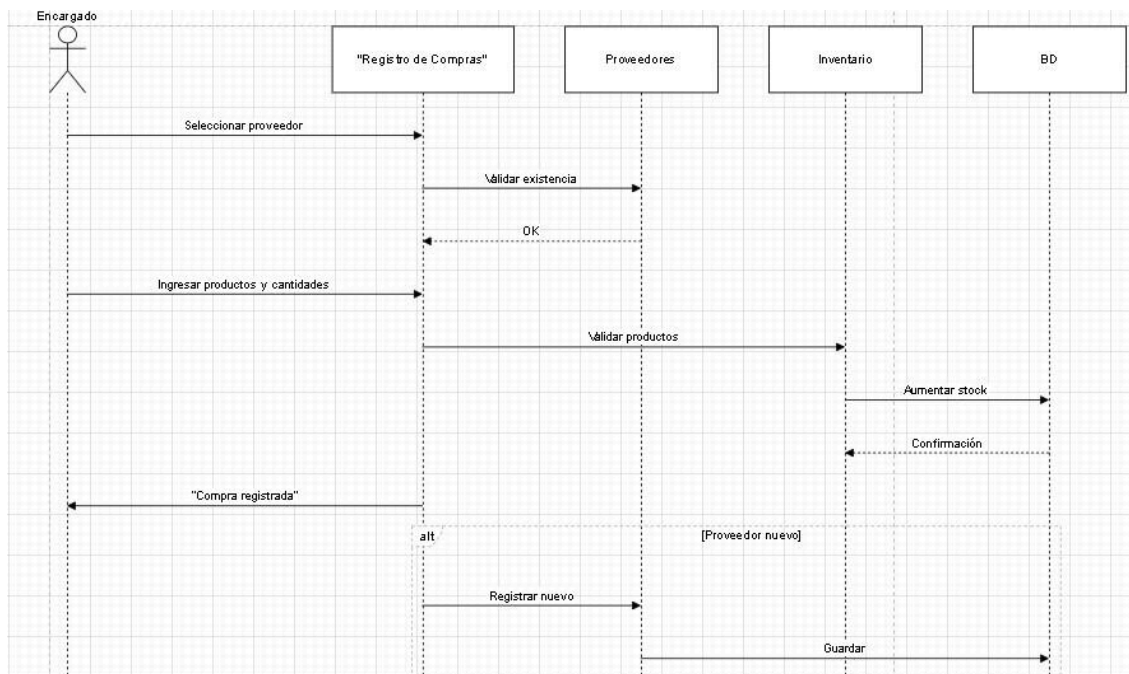 Encargado
"Registro de Compras"
Proveedores
Inventario
BD
Seleccionar proveedor
Validar existencia
OK
Ingresar productos y cantidades
Validar productos
Aumentar stock
Confirmación
"Compra registrada"
alt
[Proveedor nuevo]
Registrar nuevo
Guardar